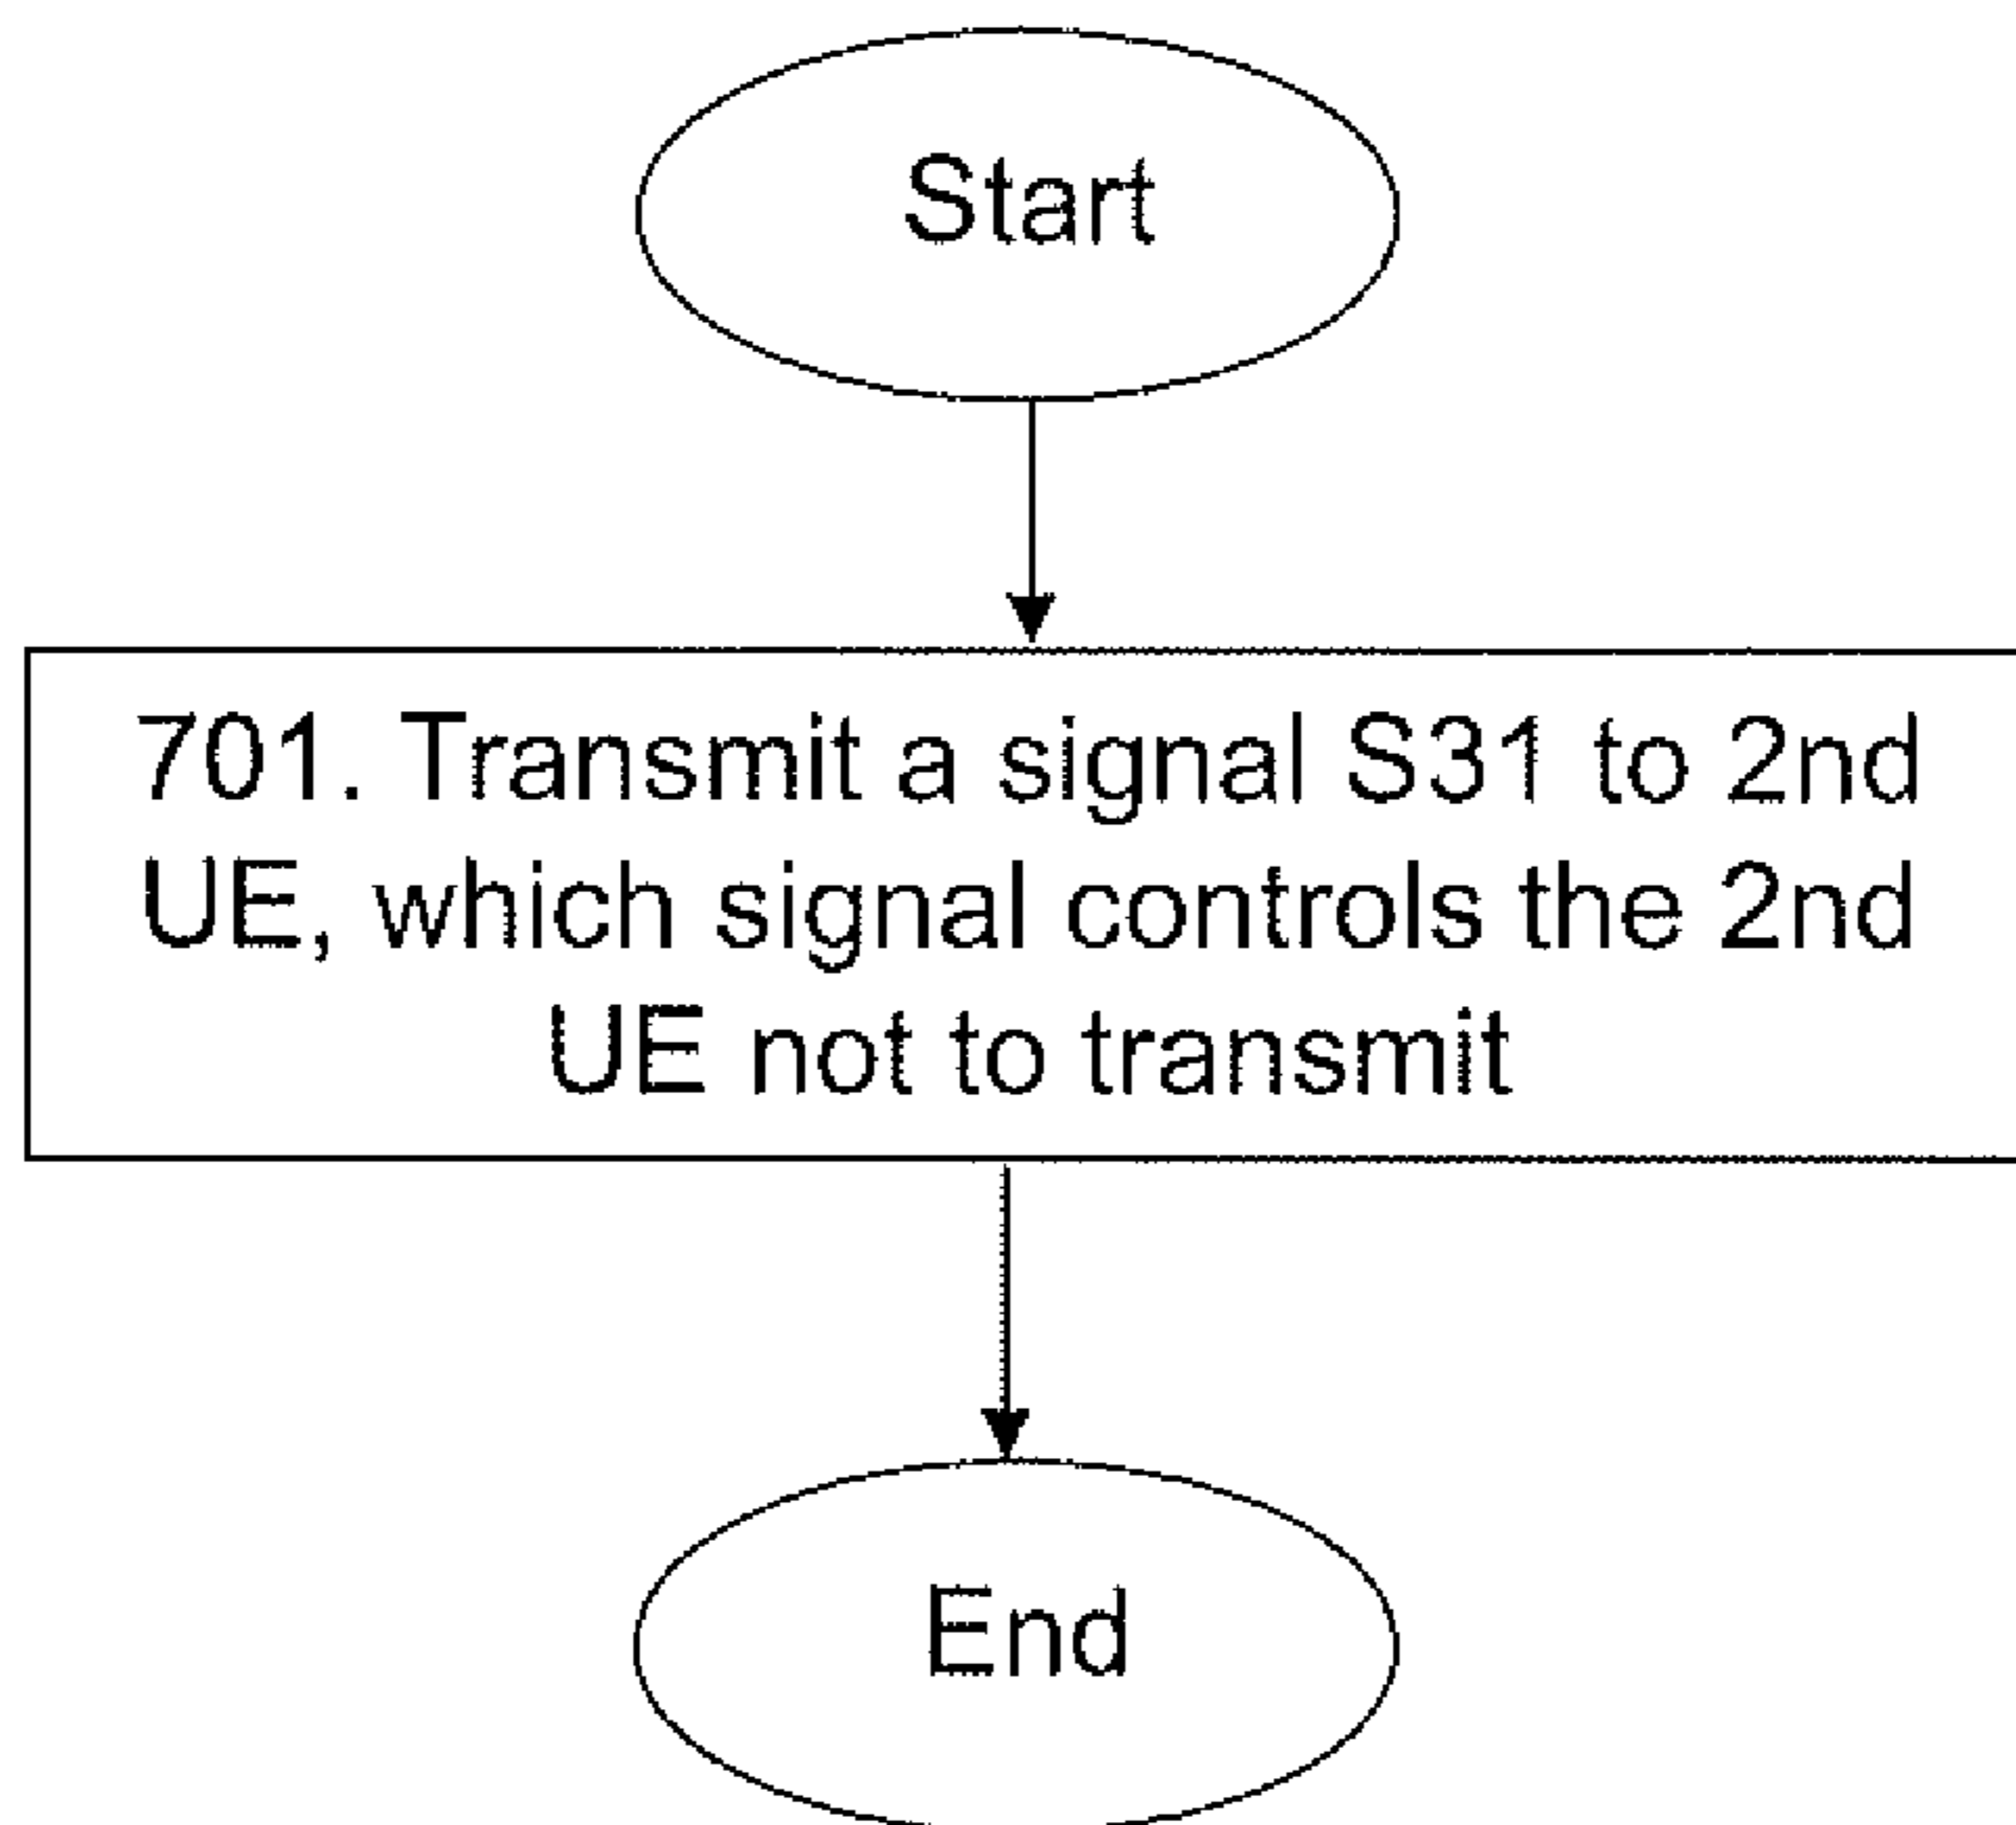 Start
701. Transmit a signal S31 to 2nd
UE, which signal controls the 2nd
UE not to transmit
End